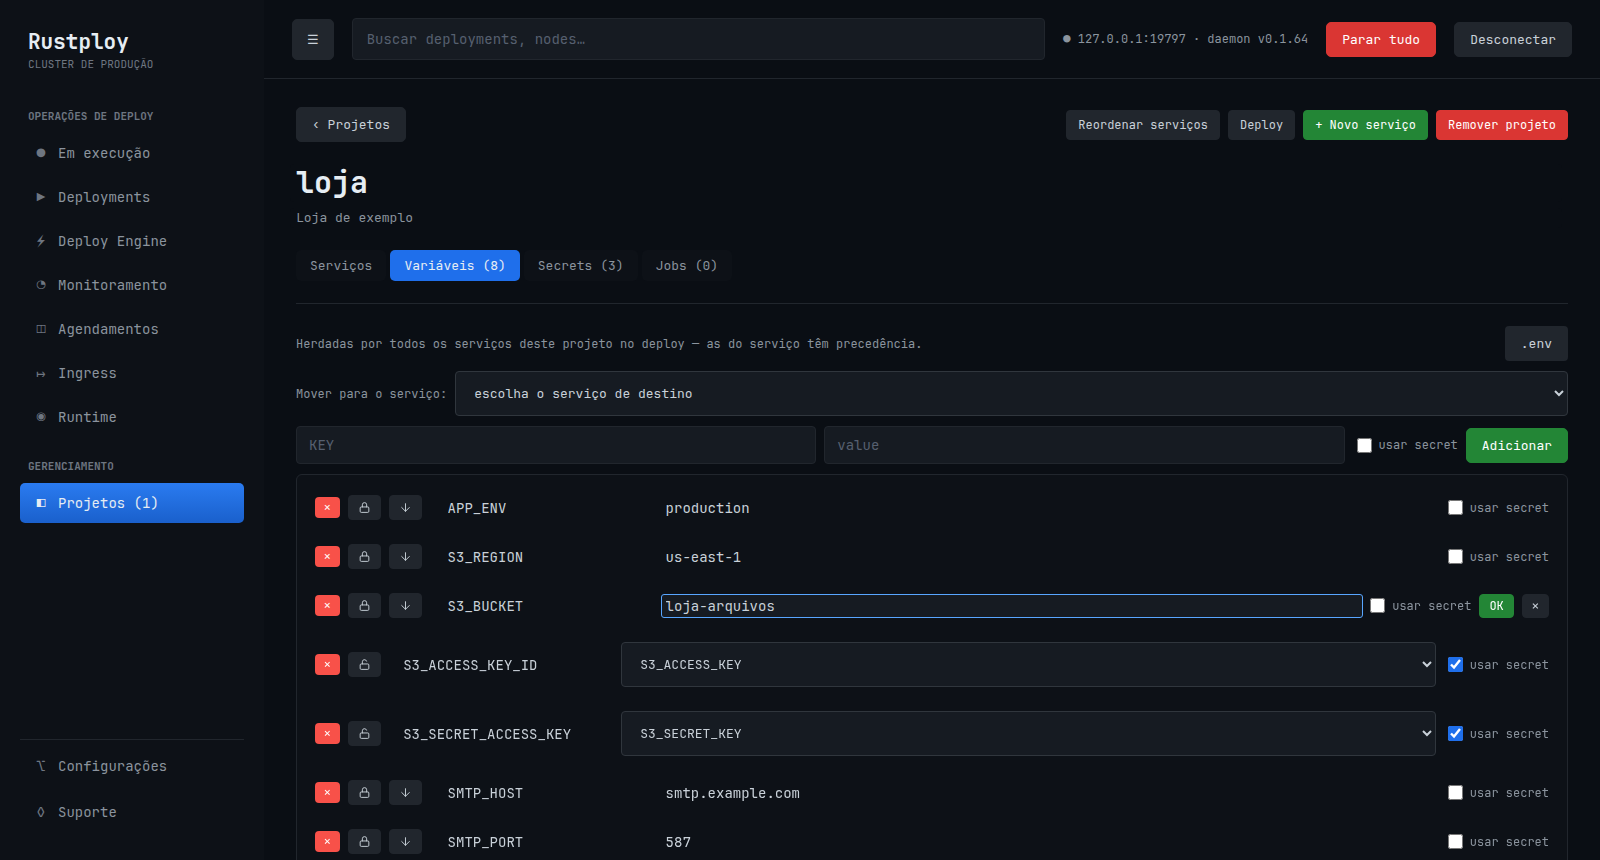 Rustploy
CLUSTER DE PRODUÇÃO
OPERAÇÕES DE DEPLOY
Em execução
Deployments
Deploy Engine
Monitoramento
Agendamentos
Ingress
Runtime
GERENCIAMENTO
Projetos (1)
Configurações
Suporte
Buscar deployments, nodes…
127.0.0.1:19797 · daemon v0.1.64
Parar tudo
Desconectar
‹ Projetos
Reordenar serviços
Deploy
+ Novo serviço
Remover projeto
loja
Loja de exemplo
Serviços
Variáveis (8)
Secrets (3)
Jobs (0)
Herdadas por todos os serviços deste projeto no deploy — as do serviço têm precedência.
.env
Mover para o serviço:
escolha o serviço de destino
KEY
value
usar secret
Adicionar
× APP_ENV production usar secret
× S3_REGION us-east-1 usar secret
× S3_BUCKET loja-arquivos usar secret OK ×
× S3_ACCESS_KEY_ID S3_ACCESS_KEY usar secret
× S3_SECRET_ACCESS_KEY S3_SECRET_KEY usar secret
× SMTP_HOST smtp.example.com usar secret
× SMTP_PORT 587 usar secret